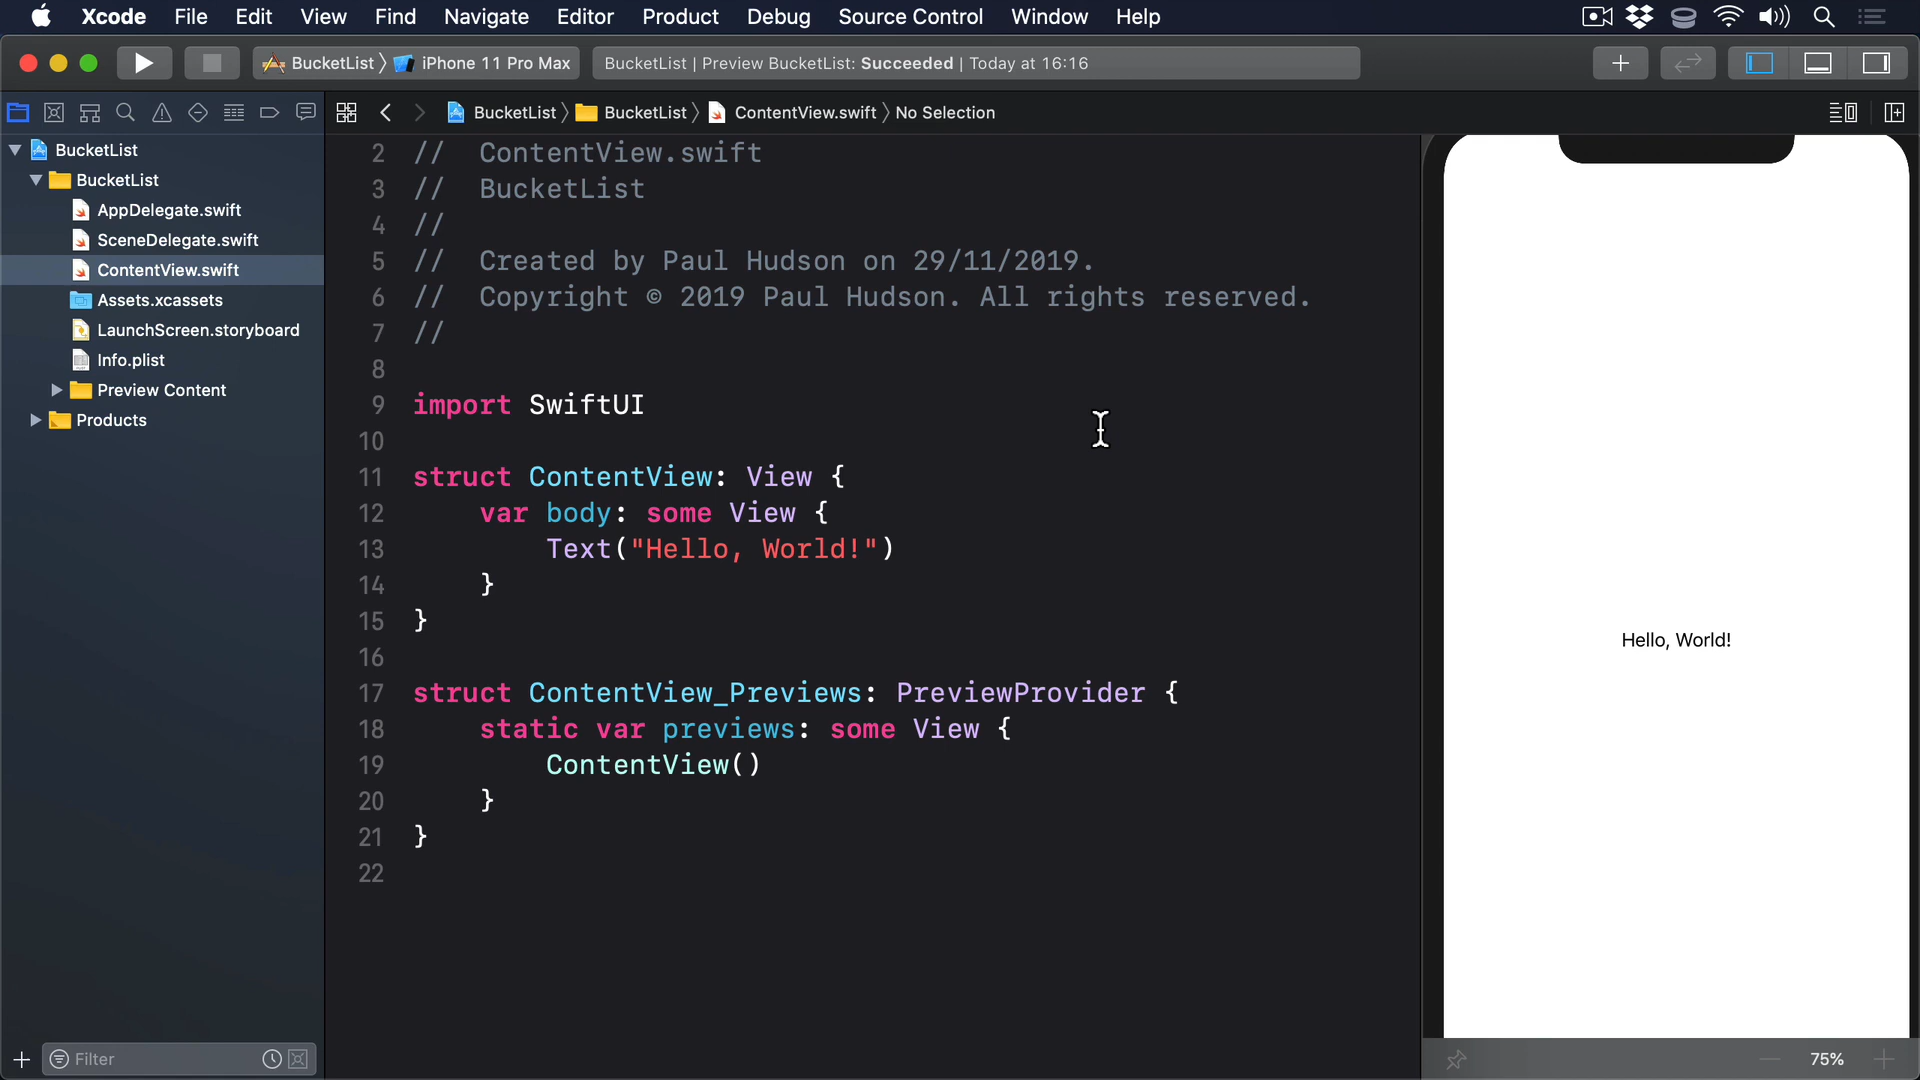 Xcode File Edit View Find Navigate Editor Product Debug Source Control Window Help
BucketList iPhone 11 Pro Max BucketList | Preview BucketList: Succeeded | Today at 16:16
BucketList BucketList ContentView.swift No Selection
BucketList
BucketList
AppDelegate.swift
SceneDelegate.swift
ContentView.swift
Assets.xcassets
LaunchScreen.storyboard
Info.plist
Preview Content
Products
Filter
2 // ContentView.swift
3 // BucketList
4 //
5 // Created by Paul Hudson on 29/11/2019.
6 // Copyright © 2019 Paul Hudson. All rights reserved.
7 //
8
9 import SwiftUI
10
11 struct ContentView: View {
12 var body: some View {
13 Text("Hello, World!")
14 }
15 }
16
17 struct ContentView_Previews: PreviewProvider {
18 static var previews: some View {
19 ContentView()
20 }
21 }
22
Hello, World!
75%